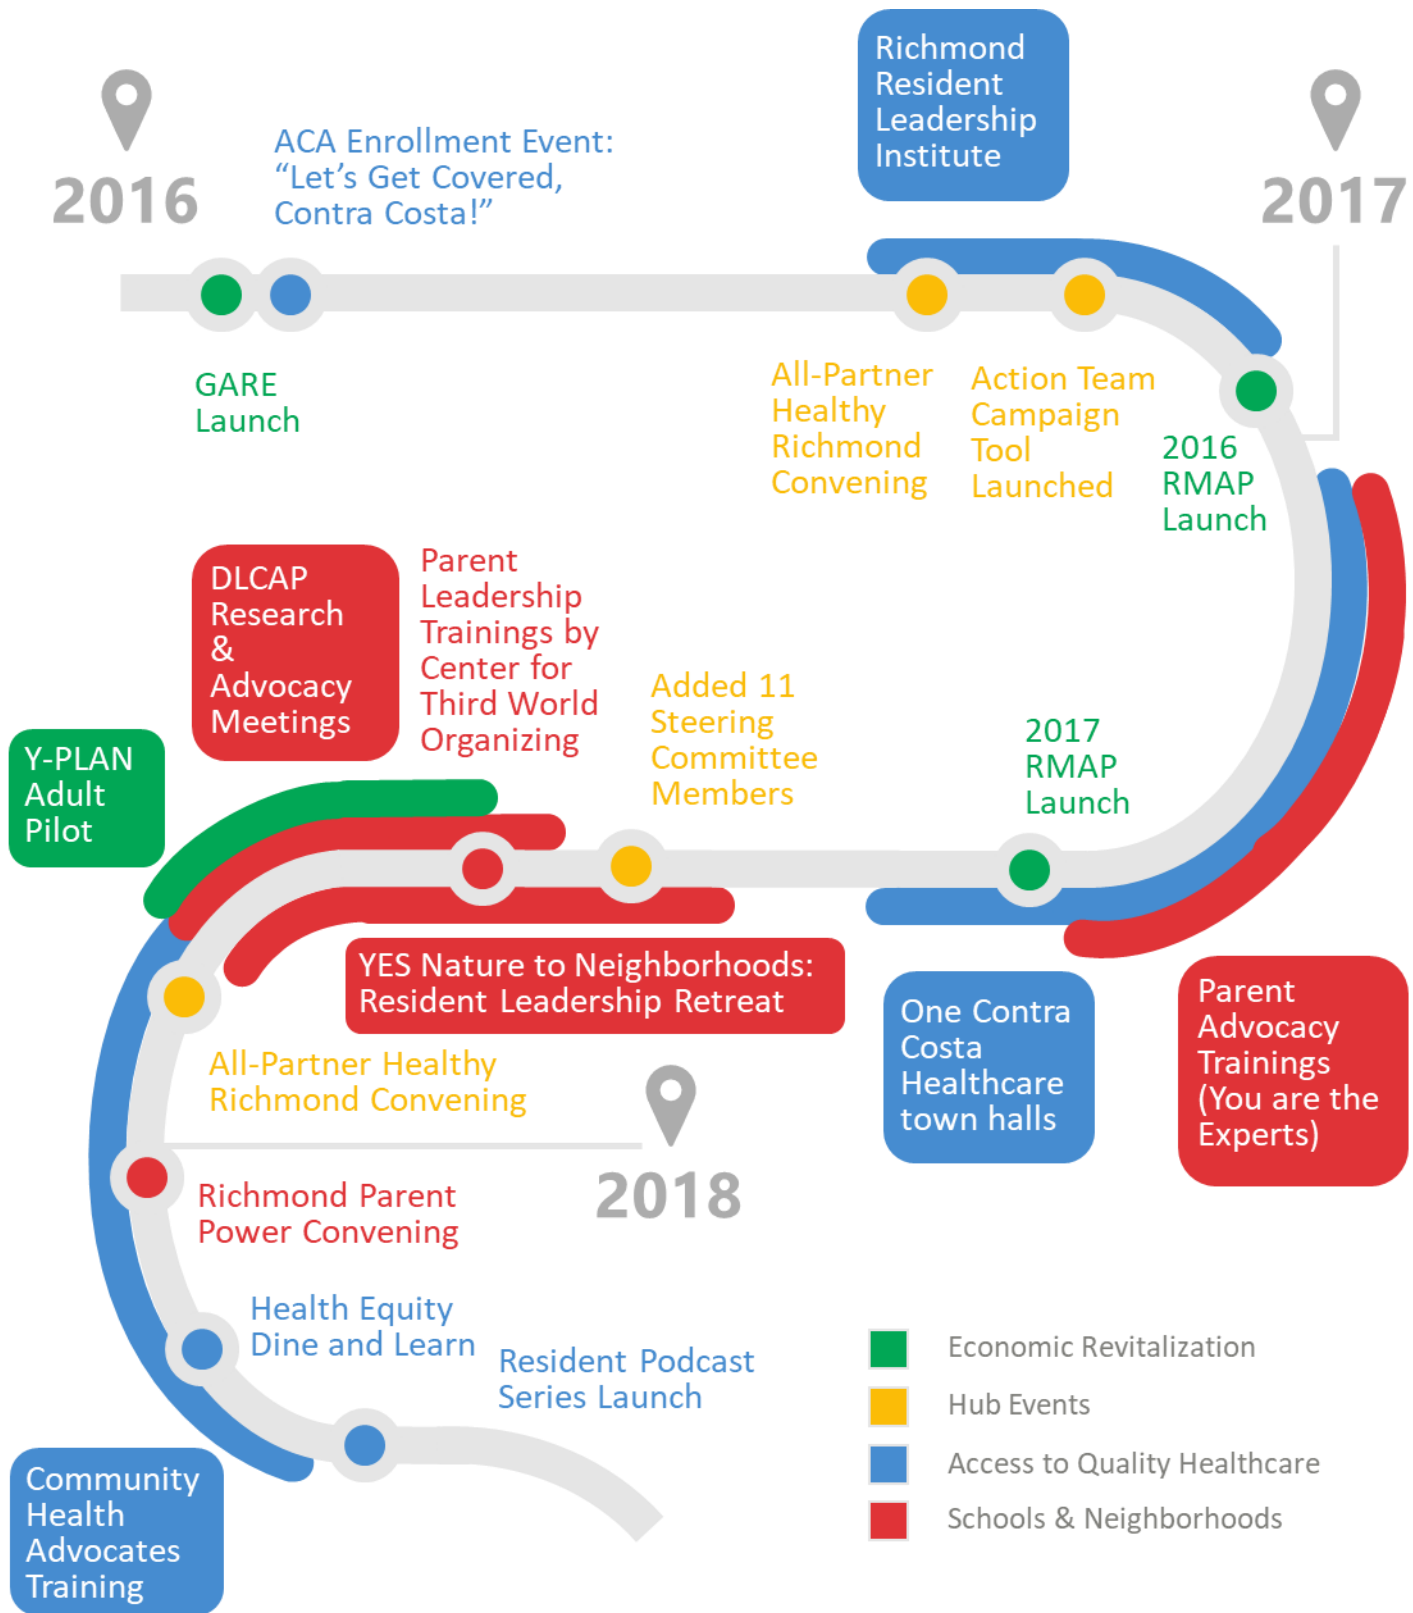 2016
ACA Enrollment Event:
“Let’s Get Covered,
Contra Costa!”
Richmond
Resident
Leadership
Institute
2017
GARE
Launch
All-Partner
Healthy
Richmond
Convening
Action Team
Campaign
Tool
Launched
2016
RMAP
Launch
DLCAP
Research
&
Advocacy
Meetings
Parent
Leadership
Trainings by
Center for
Third World
Organizing
Added 11
Steering
Committee
Members
2017
RMAP
Launch
Y-PLAN
Adult
Pilot
YES Nature to Neighborhoods:
Resident Leadership Retreat
One Contra
Costa
Healthcare
town halls
Parent
Advocacy
Trainings
(You are the
Experts)
All-Partner Healthy
Richmond Convening
2018
Richmond Parent
Power Convening
Health Equity
Dine and Learn
Resident Podcast
Series Launch
Community
Health
Advocates
Training
Economic Revitalization
Hub Events
Access to Quality Healthcare
Schools & Neighborhoods